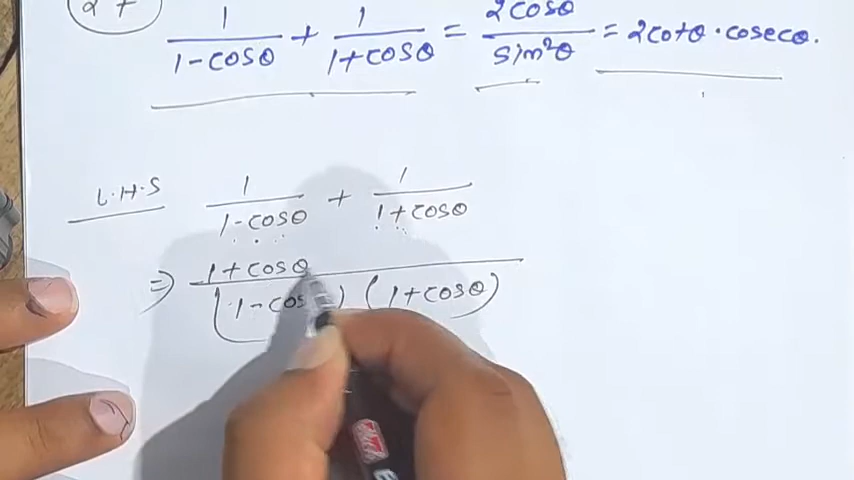 1/(1-cosθ) + 1/(1+cosθ) = 2cosθ/sin²θ = 2cotθ·cosecθ.
L.H.S 1/(1-cosθ) + 1/(1+cosθ)
⇒ 1+cosθ/(1-cos ) (1+cosθ)